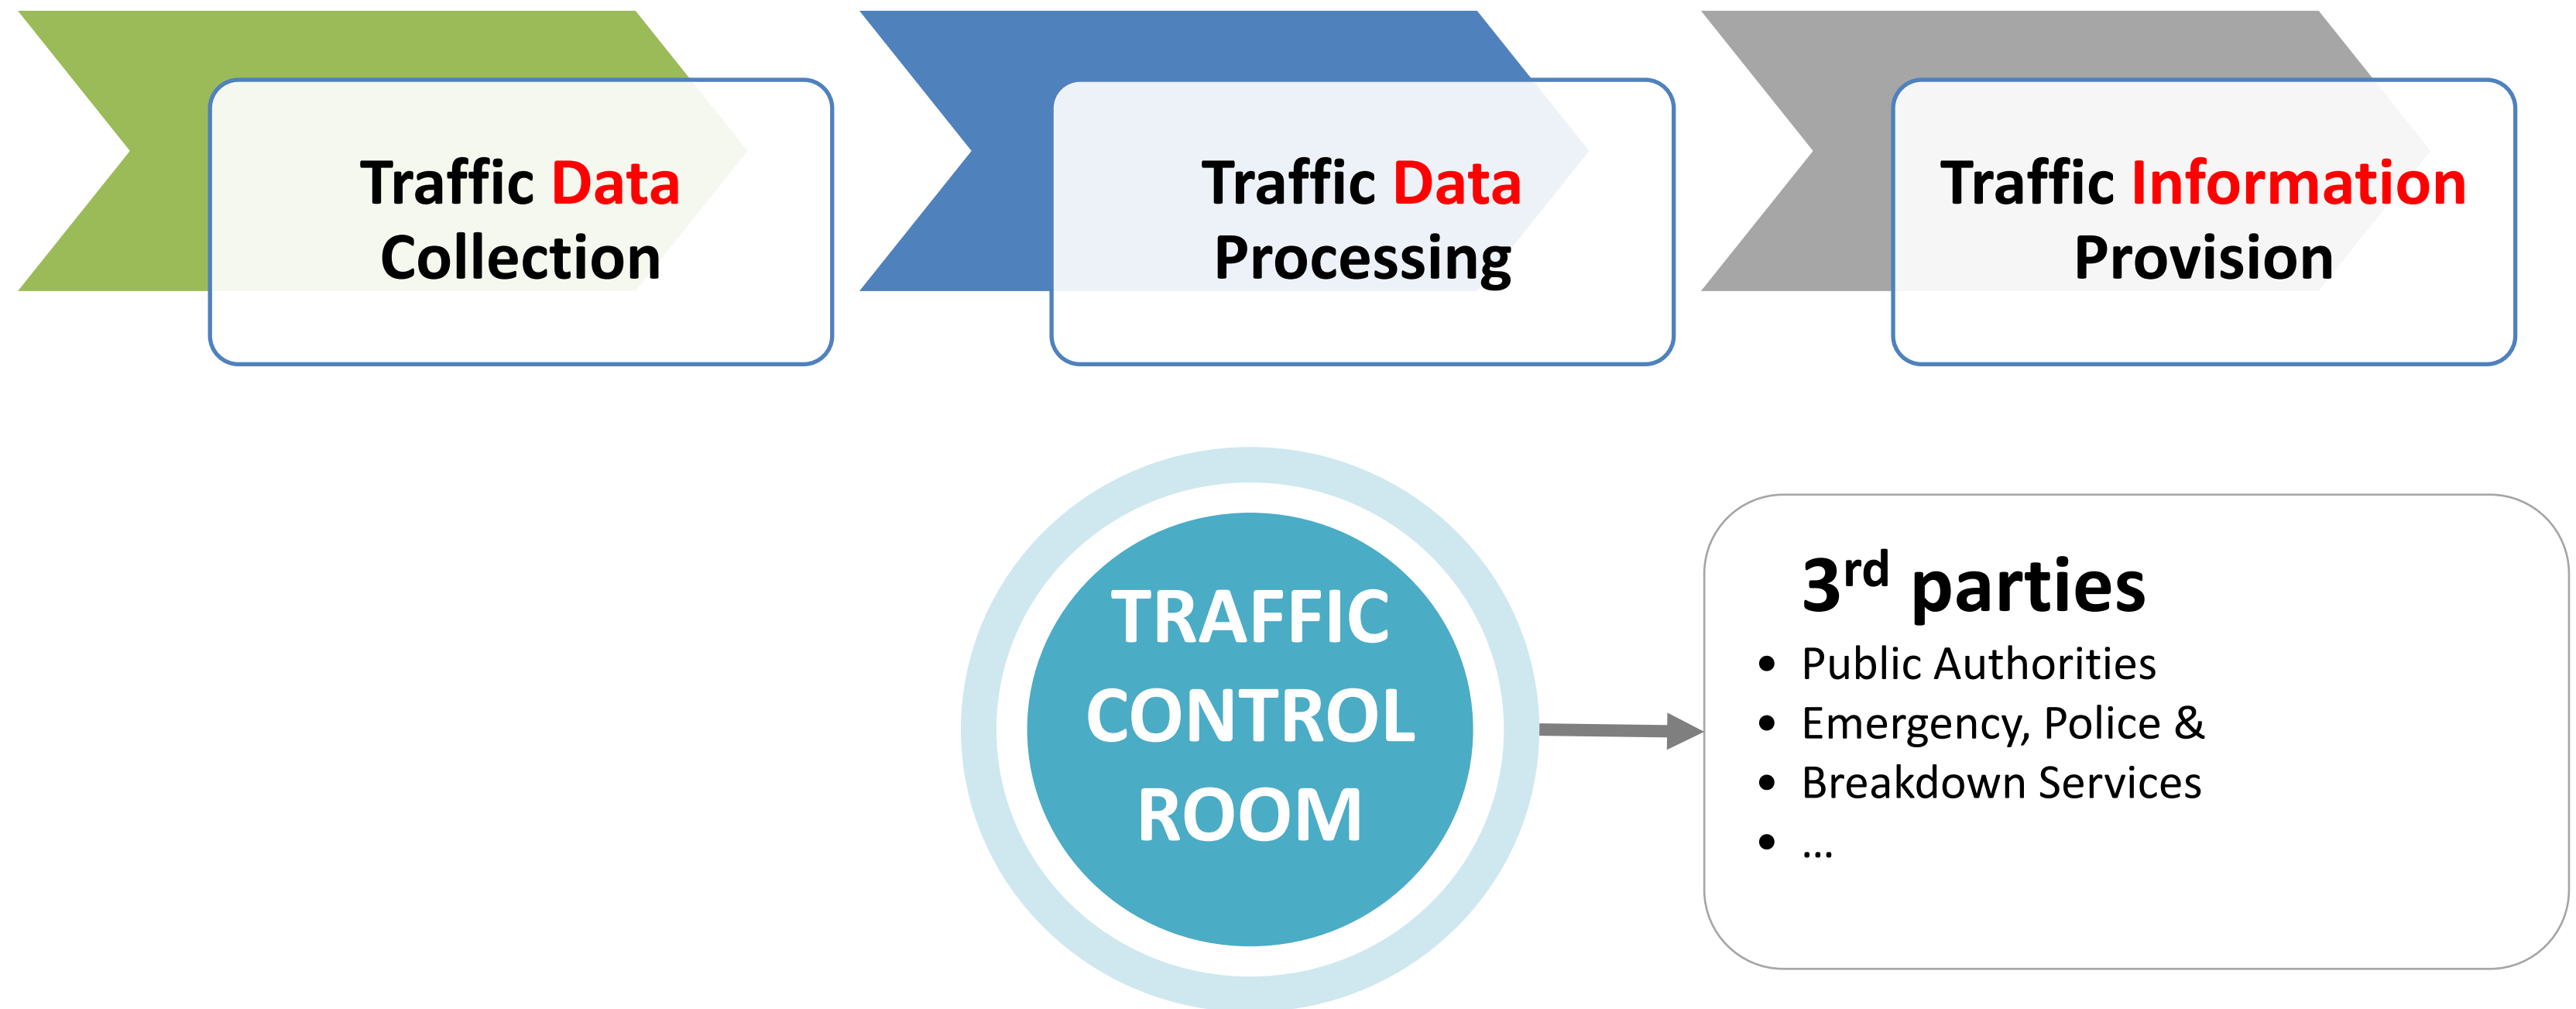 Traffic Data
Collection
Traffic Data
Processing
Traffic Information
Provision
TRAFFIC
CONTROL
ROOM
3rd parties
• Public Authorities
• Emergency, Police &
• Breakdown Services
• ...